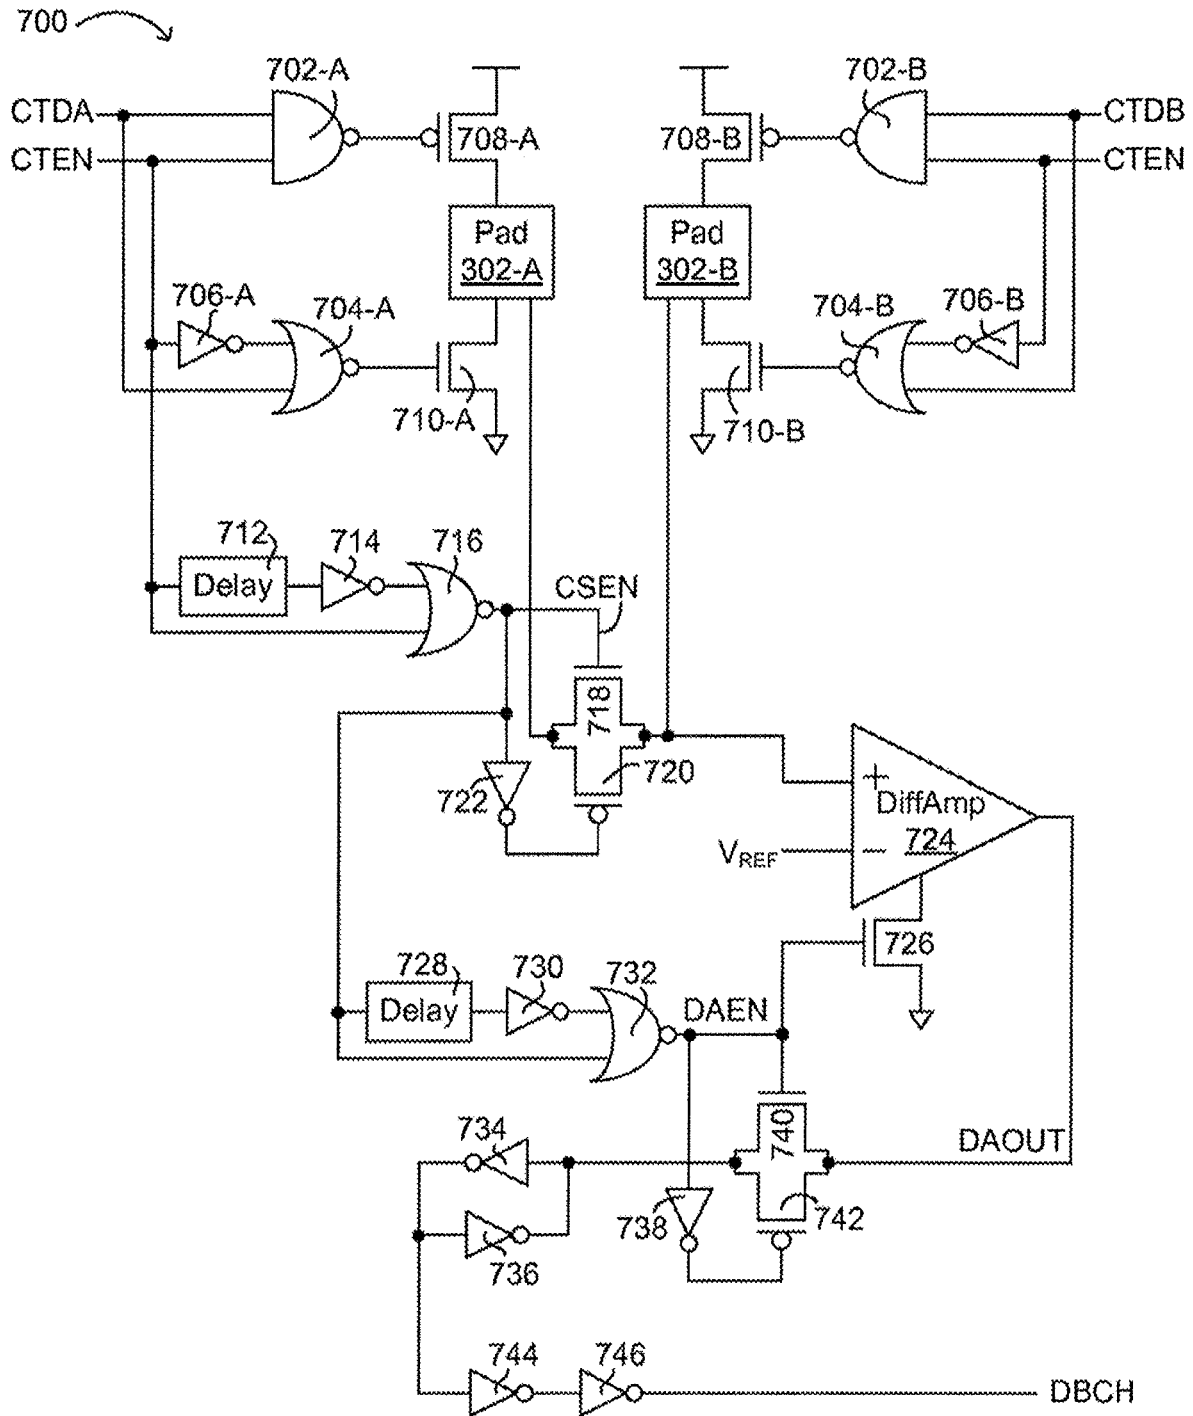 700
702-A
702-B
CTDA
CTDB
708-A
708-B
CTEN
CTEN
Pad
302-A
Pad
302-B
706-A
704-A
704-B
706-B
710-A
710-B
712
714
716
Delay
CSEN
718
720
722
DiffAmp
724
+
VREF
−
726
728
730
732
Delay
DAEN
734
740
DAOUT
738
742
736
744
746
DBCH